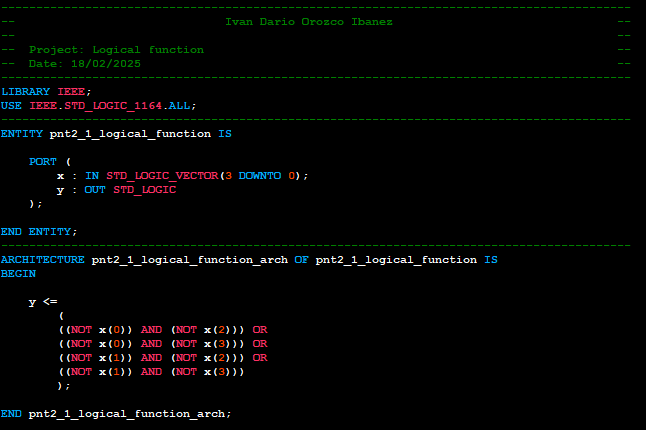 ------------------------------------------------------------------------------------------
--                              Ivan Dario Orozco Ibanez                                --
--                                                                                      --
--  Project: Logical function                                                           --
--  Date: 18/02/2025                                                                    --
------------------------------------------------------------------------------------------
LIBRARY IEEE;
USE IEEE.STD_LOGIC_1164.ALL;
------------------------------------------------------------------------------------------
ENTITY pnt2_1_logical_function IS
    PORT (
        x : IN STD_LOGIC_VECTOR(3 DOWNTO 0);
        y : OUT STD_LOGIC
    );
END ENTITY;
------------------------------------------------------------------------------------------
ARCHITECTURE pnt2_1_logical_function_arch OF pnt2_1_logical_function IS
BEGIN
    y <=
        (
        ((NOT x(0)) AND (NOT x(2))) OR
        ((NOT x(0)) AND (NOT x(3))) OR
        ((NOT x(1)) AND (NOT x(2))) OR
        ((NOT x(1)) AND (NOT x(3)))
        );
END pnt2_1_logical_function_arch;